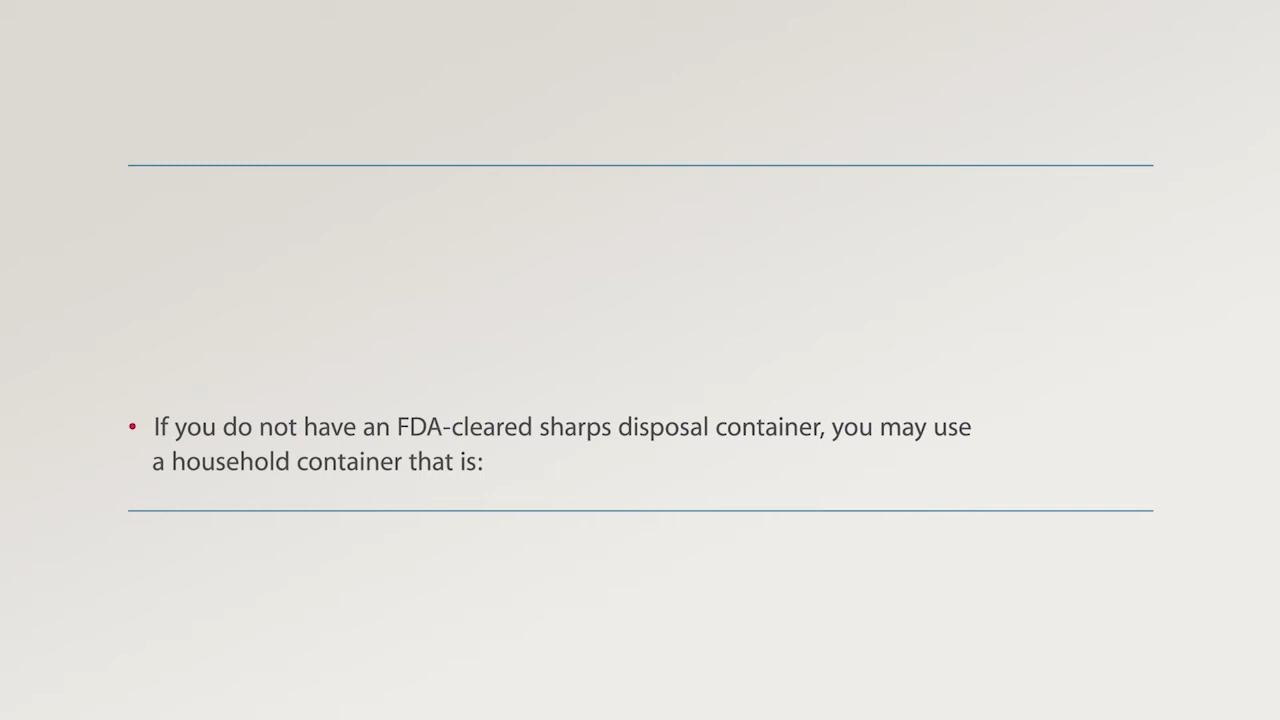 • If you do not have an FDA-cleared sharps disposal container, you may use
a household container that is: